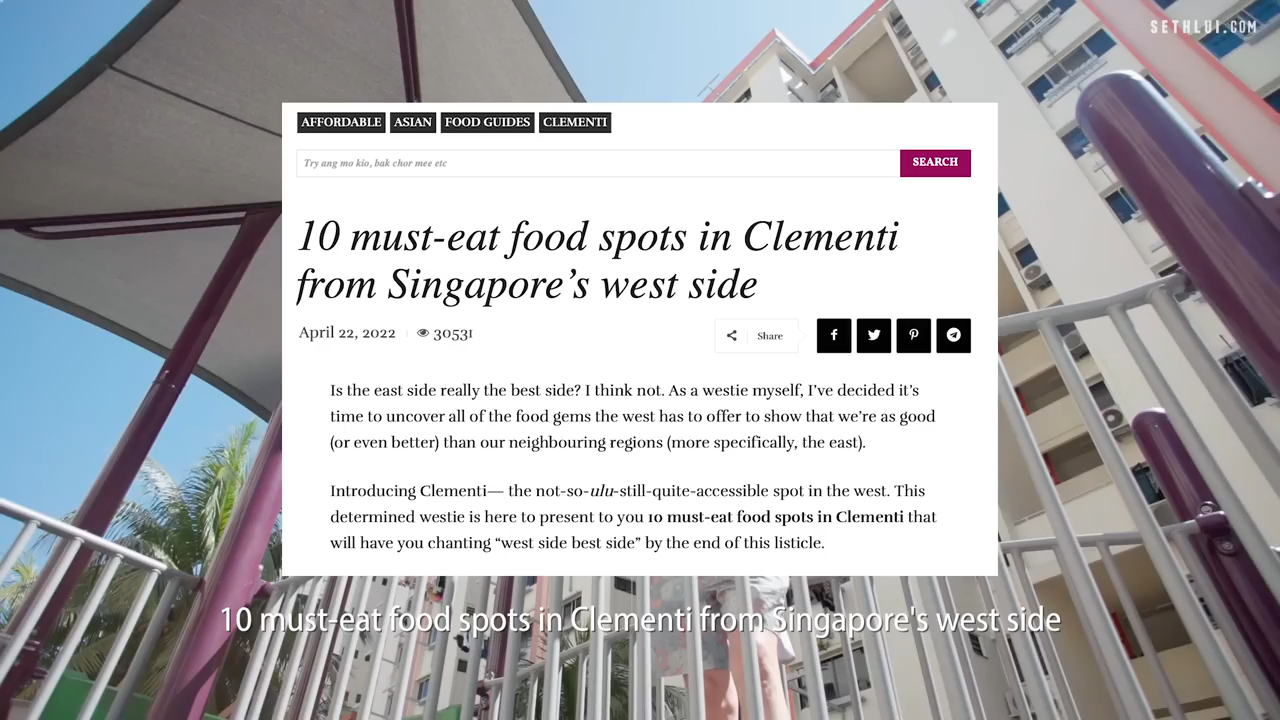 SETHLUI.COM
AFFORDABLE ASIAN FOOD GUIDES CLEMENTI
Try ang mo kio, bak chor mee etc SEARCH
10 must-eat food spots in Clementi
from Singapore’s west side
April 22, 2022 30531 Share
Is the east side really the best side? I think not. As a westie myself, I’ve decided it’s
time to uncover all of the food gems the west has to offer to show that we’re as good
(or even better) than our neighbouring regions (more specifically, the east).
Introducing Clementi— the not-so-ulu-still-quite-accessible spot in the west. This
determined westie is here to present to you 10 must-eat food spots in Clementi that
will have you chanting “west side best side” by the end of this listicle.
10 must-eat food spots in Clementi from Singapore's west side